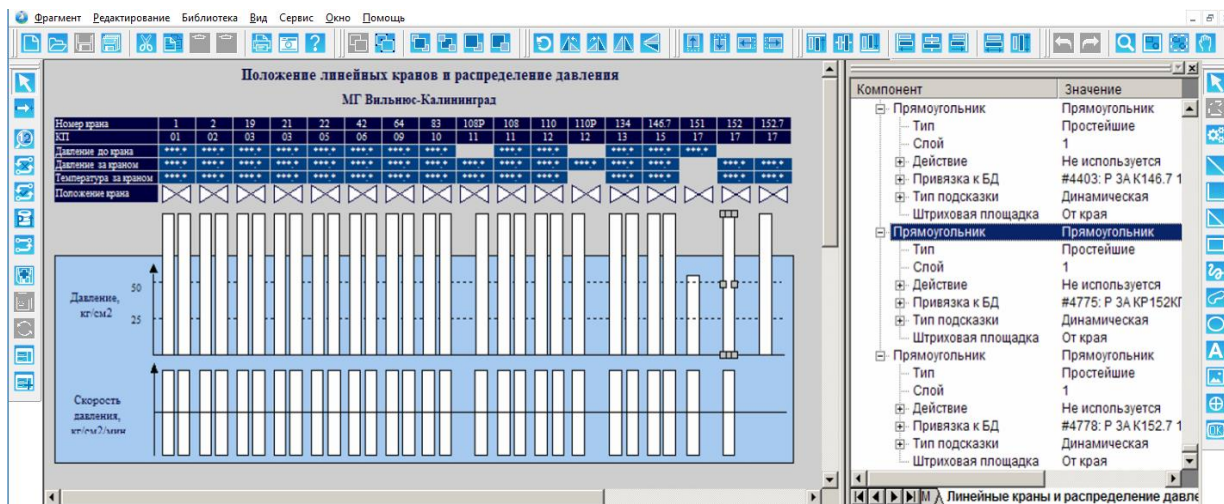 Фрагмент Редактирование Библиотека Вид Сервис Окно Помощь
Положение линейных кранов и распределение давления
МГ Вильнюс-Калининград
Номер крана 1 2 19 21 22 42 64 83 108Р 108 110 110Р 134 146.7 151 152 152.7
КП 01 02 03 03 05 06 09 10 11 11 12 12 13 15 17 17 17
Давление до крана ***.* ***.* ***.* ***.* ***.* ***.* ***.* ***.* ***.* ***.* ***.* ***.* ***.*
Давление за краном ***.* ***.* ***.* ***.* ***.* ***.* ***.* ***.* ***.* ***.* ***.* ***.* ***.* ***.* ***.* ***.*
Температура за краном ***.* ***.* ***.* ***.* ***.* ***.* ***.* ***.* ***.* ***.* ***.* ***.* ***.* ***.*
Положение крана
Давление,
кг/см2
50
25
Скорость
давления,
кг/см2/мин
Компонент Значение
Прямоугольник Прямоугольник
Тип Простейшие
Слой 1
Действие Не используется
Привязка к БД #4403: Р ЗА К146.7 1
Тип подсказки Динамическая
Штриховая площадка От края
Прямоугольник Прямоугольник
Тип Простейшие
Слой 1
Действие Не используется
Привязка к БД #4775: Р ЗА КР152КГ
Тип подсказки Динамическая
Штриховая площадка От края
Прямоугольник Прямоугольник
Тип Простейшие
Слой 1
Действие Не используется
Привязка к БД #4778: Р ЗА К152.7 1
Тип подсказки Динамическая
Штриховая площадка От края
Линейные краны и распределение давле